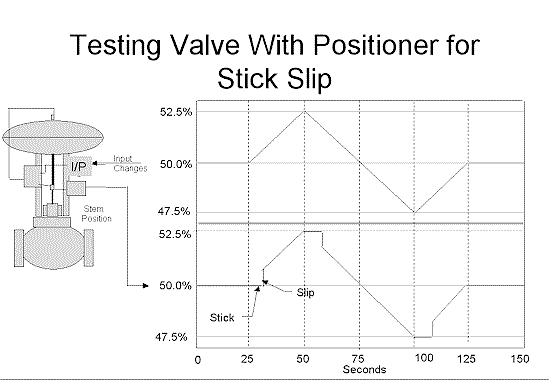 Testing Valve With Positioner for
Stick Slip
I/P
Input
Changes
Stem
Position
52.5%
50.0%
47.5%
52.5%
50.0%
47.5%
Slip
Stick
0 25 50 75 100 125 150
Seconds